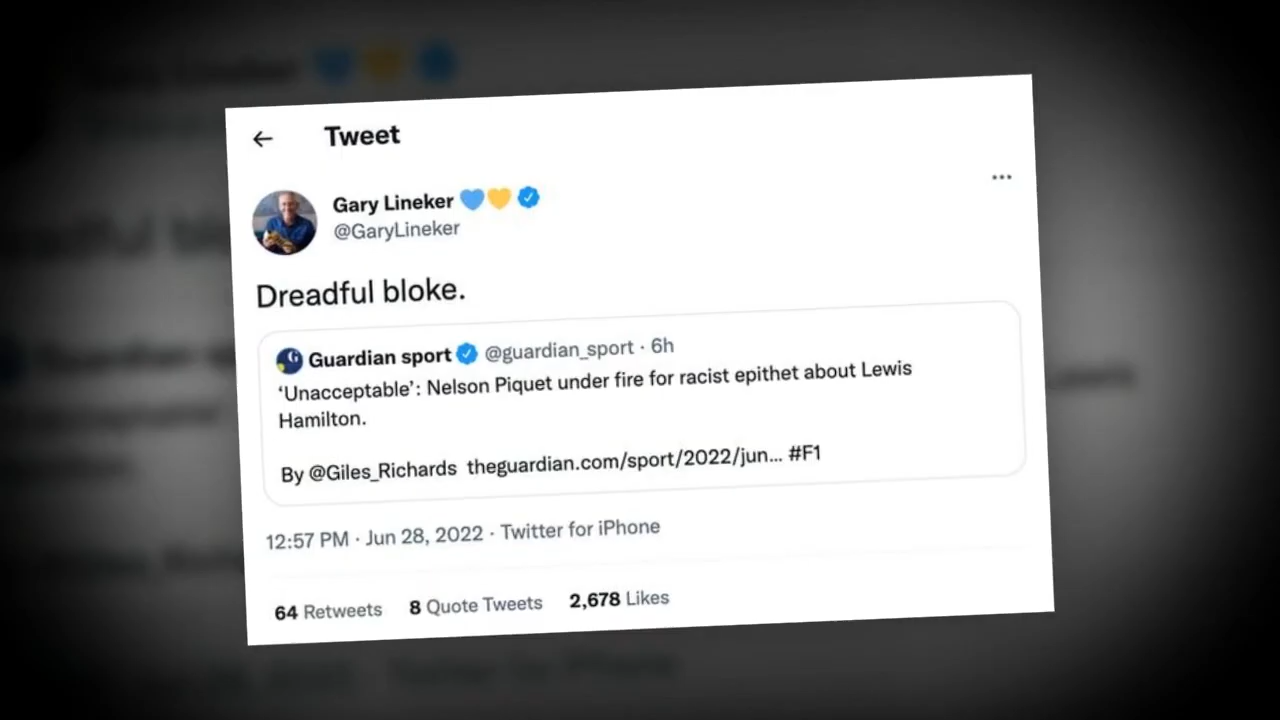 Tweet
Gary Lineker
@GaryLineker
Dreadful bloke.
Guardian sport @guardian_sport · 6h
‘Unacceptable’: Nelson Piquet under fire for racist epithet about Lewis
Hamilton.
By @Giles_Richards theguardian.com/sport/2022/jun... #F1
12:57 PM · Jun 28, 2022 · Twitter for iPhone
64 Retweets 8 Quote Tweets 2,678 Likes